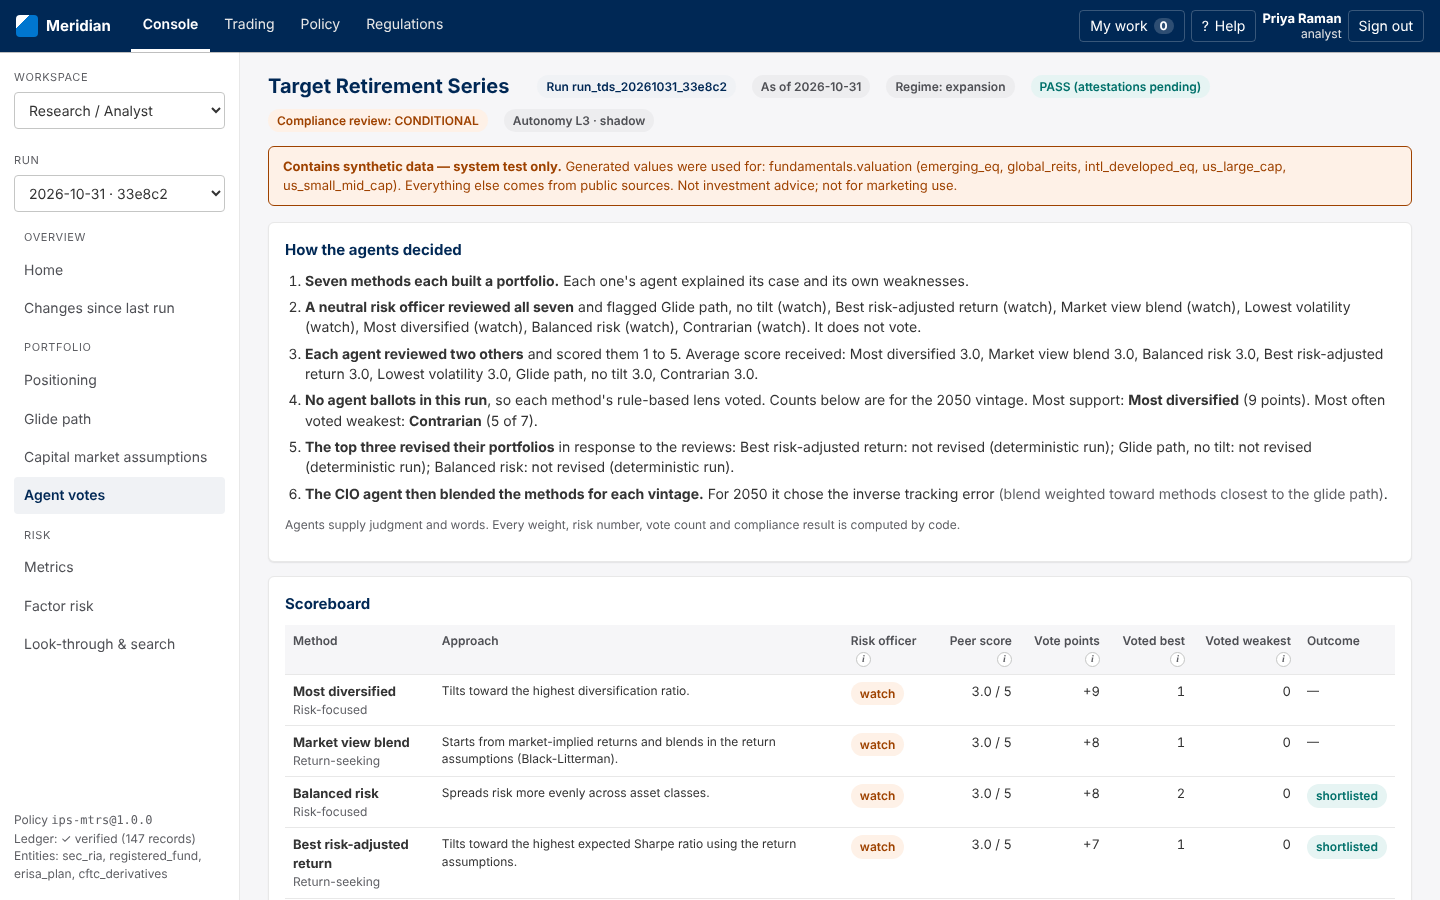 Meridian
Console
Trading
Policy
Regulations
My work 0
? Help
Priya Raman
analyst
Sign out
WORKSPACE
Research / Analyst
RUN
2026-10-31 · 33e8c2
OVERVIEW
Home
Changes since last run
PORTFOLIO
Positioning
Glide path
Capital market assumptions
Agent votes
RISK
Metrics
Factor risk
Look-through & search
Policy ips-mtrs@1.0.0
Ledger: ✓ verified (147 records)
Entities: sec_ria, registered_fund,
erisa_plan, cftc_derivatives
Target Retirement Series
Run run_tds_20261031_33e8c2
As of 2026-10-31
Regime: expansion
PASS (attestations pending)
Compliance review: CONDITIONAL
Autonomy L3 · shadow
Contains synthetic data — system test only. Generated values were used for: fundamentals.valuation (emerging_eq, global_reits, intl_developed_eq, us_large_cap,
us_small_mid_cap). Everything else comes from public sources. Not investment advice; not for marketing use.
How the agents decided
1. Seven methods each built a portfolio. Each one's agent explained its case and its own weaknesses.
2. A neutral risk officer reviewed all seven and flagged Glide path, no tilt (watch), Best risk-adjusted return (watch), Market view blend (watch), Lowest volatility
(watch), Most diversified (watch), Balanced risk (watch), Contrarian (watch). It does not vote.
3. Each agent reviewed two others and scored them 1 to 5. Average score received: Most diversified 3.0, Market view blend 3.0, Balanced risk 3.0, Best risk-adjusted
return 3.0, Lowest volatility 3.0, Glide path, no tilt 3.0, Contrarian 3.0.
4. No agent ballots in this run, so each method's rule-based lens voted. Counts below are for the 2050 vintage. Most support: Most diversified (9 points). Most often
voted weakest: Contrarian (5 of 7).
5. The top three revised their portfolios in response to the reviews: Best risk-adjusted return: not revised (deterministic run); Glide path, no tilt: not revised
(deterministic run); Balanced risk: not revised (deterministic run).
6. The CIO agent then blended the methods for each vintage. For 2050 it chose the inverse tracking error (blend weighted toward methods closest to the glide path).
Agents supply judgment and words. Every weight, risk number, vote count and compliance result is computed by code.
Scoreboard
Method Approach Risk officer i Peer score i Vote points i Voted best i Voted weakest i Outcome
Most diversified Tilts toward the highest diversification ratio. watch 3.0 / 5 +9 1 0 —
Risk-focused
Market view blend Starts from market-implied returns and blends in the return watch 3.0 / 5 +8 1 0 —
Return-seeking assumptions (Black-Litterman).
Balanced risk Spreads risk more evenly across asset classes. watch 3.0 / 5 +8 2 0 shortlisted
Risk-focused
Best risk-adjusted Tilts toward the highest expected Sharpe ratio using the return watch 3.0 / 5 +7 1 0 shortlisted
return assumptions.
Return-seeking